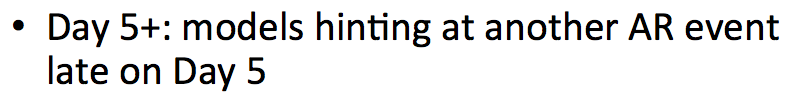 • Day 5+: models hinting at another AR event
late on Day 5